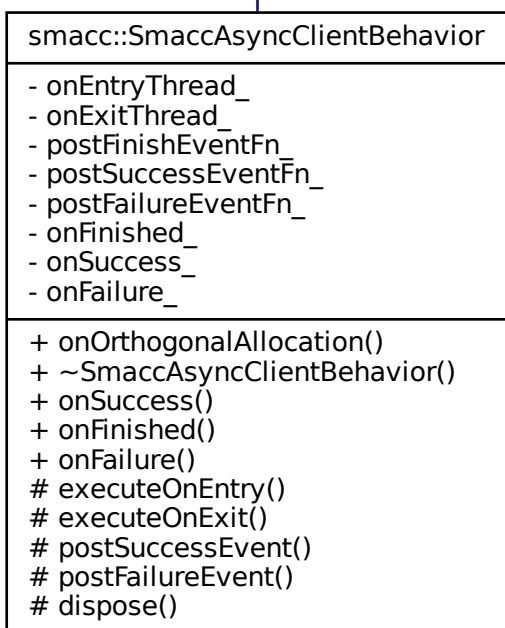 smacc::SmaccAsyncClientBehavior
- onEntryThread_
- onExitThread_
- postFinishEventFn_
- postSuccessEventFn_
- postFailureEventFn_
- onFinished_
- onSuccess_
- onFailure_
+ onOrthogonalAllocation()
+ ~SmaccAsyncClientBehavior()
+ onSuccess()
+ onFinished()
+ onFailure()
# executeOnEntry()
# executeOnExit()
# postSuccessEvent()
# postFailureEvent()
# dispose()